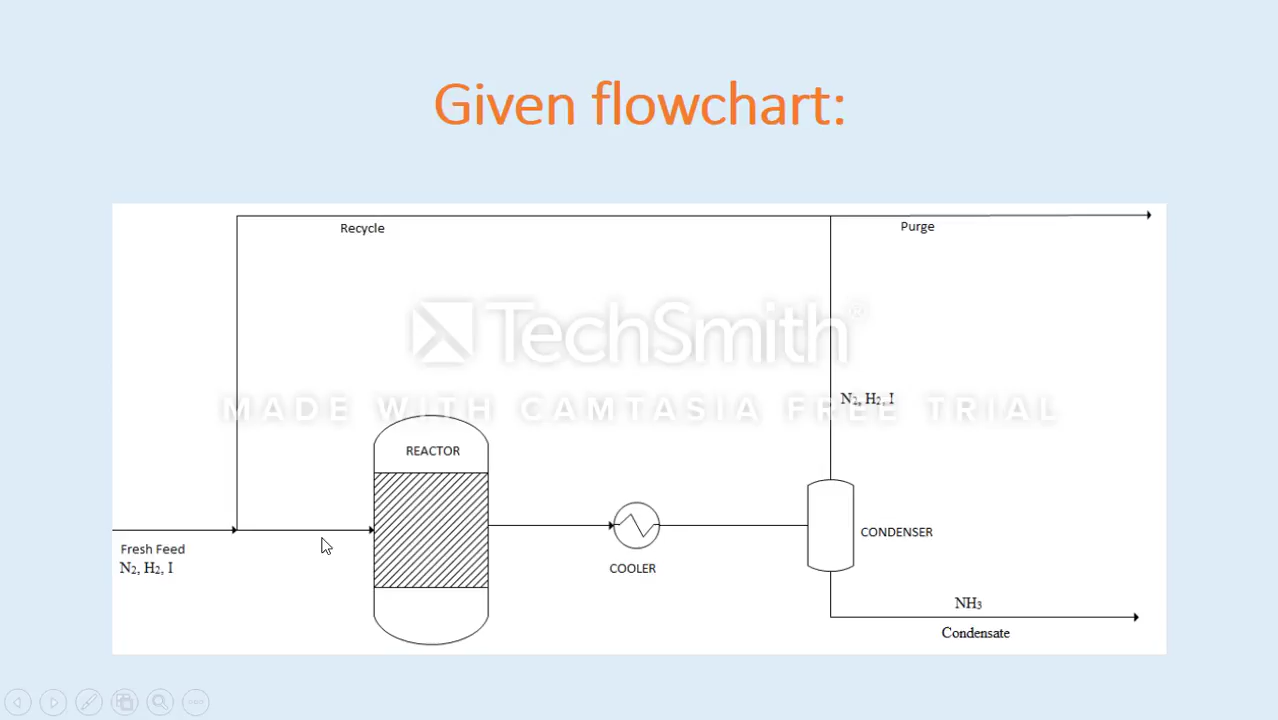 Given flowchart:
Recycle
Purge
TechSmith®
MADE WITH CAMTASIA FREE TRIAL
N₂, H₂, I
REACTOR
CONDENSER
Fresh Feed
N₂, H₂, I
COOLER
NH₃
Condensate